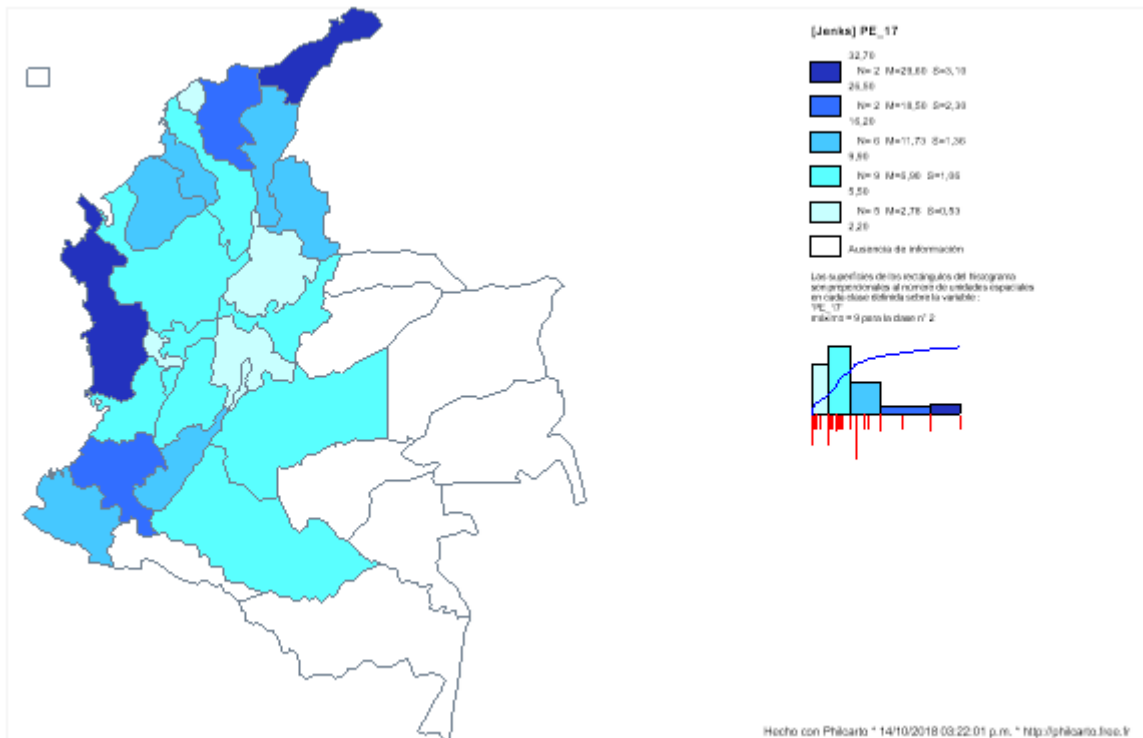 [Jenks] PE_17
32,70
N= 2 M=29,60 S=3,10
26,50
N= 2 M=18,50 S=2,30
16,20
N= 6 M=11,73 S=1,36
9,90
N= 9 M=6,90 S=1,06
5,50
N= 5 M=2,76 S=0,53
2,20
Ausencia de información
Las superficies de los rectángulos del histograma
son proporcionales al número de unidades espaciales
en cada clase definida sobre la variable :
'PE_17'
máximo = 9 para la clase n° 2
Hecho con Philcarto * 14/10/2018 03:22:01 p.m. * http://philcarto.free.fr